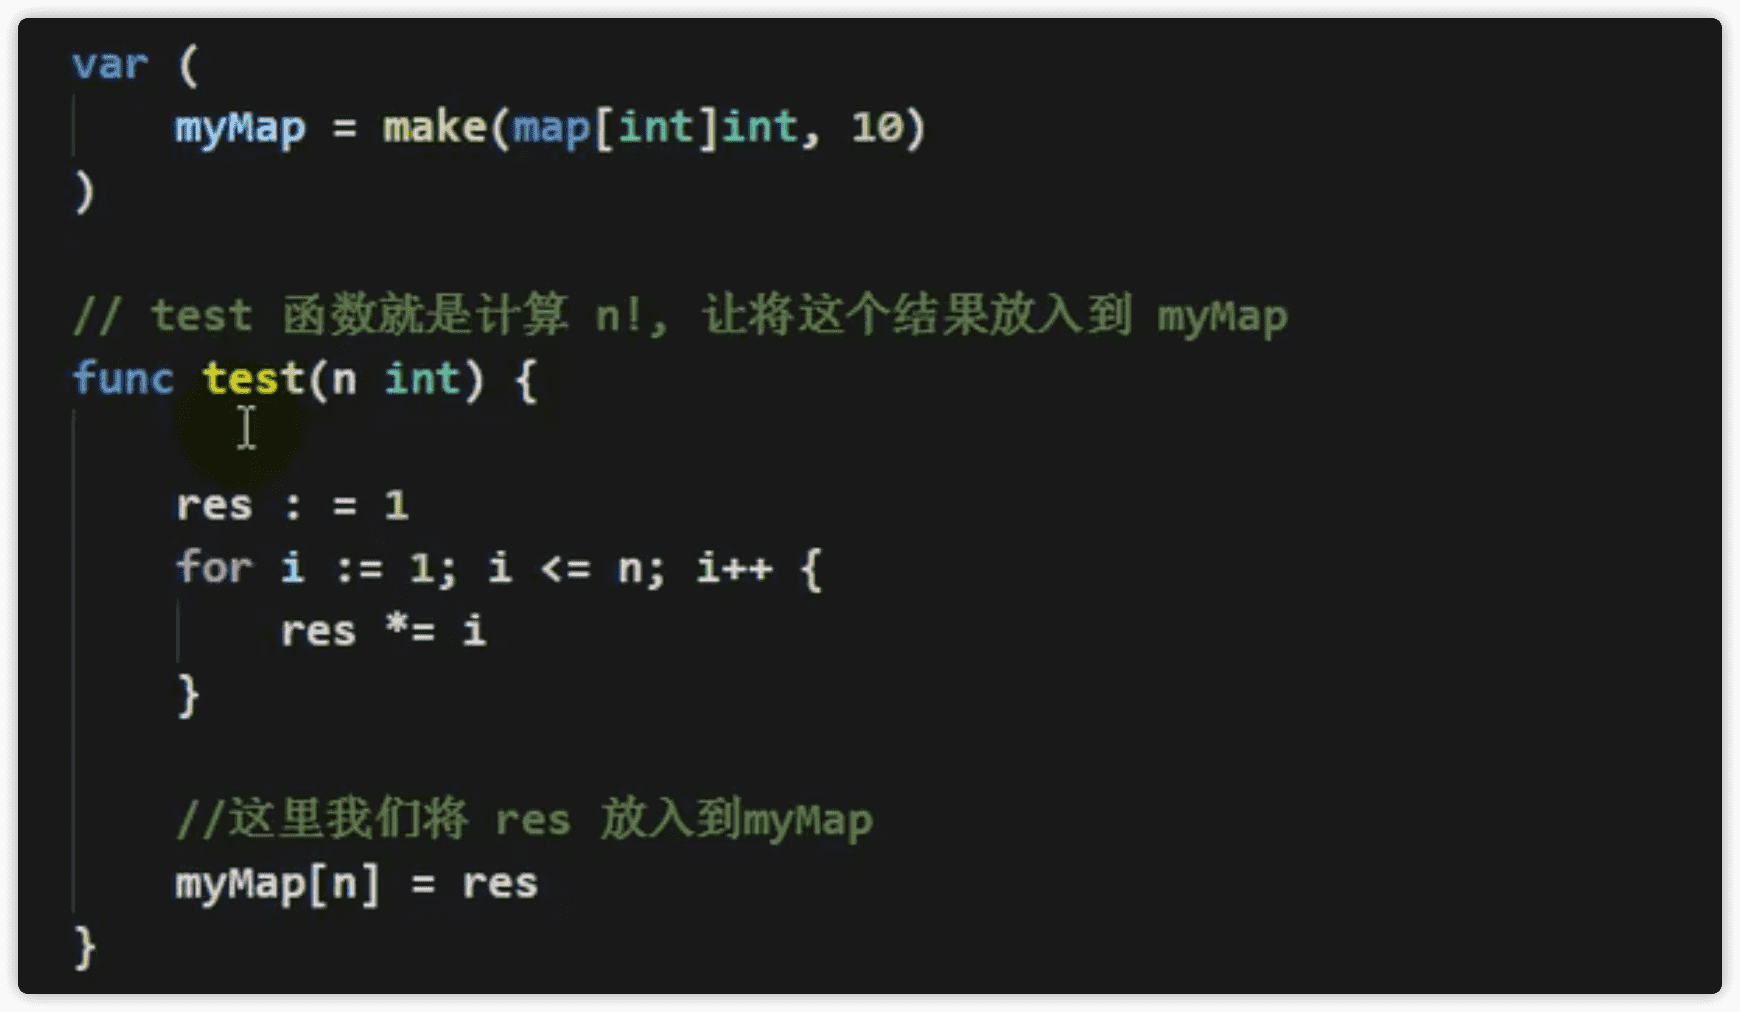 var (
    myMap = make(map[int]int, 10)
)
// test 函数就是计算 n!, 让将这个结果放入到 myMap
func test(n int) {
    res : = 1
    for i := 1; i <= n; i++ {
        res *= i
    }
    //这里我们将 res 放入到myMap
    myMap[n] = res
}